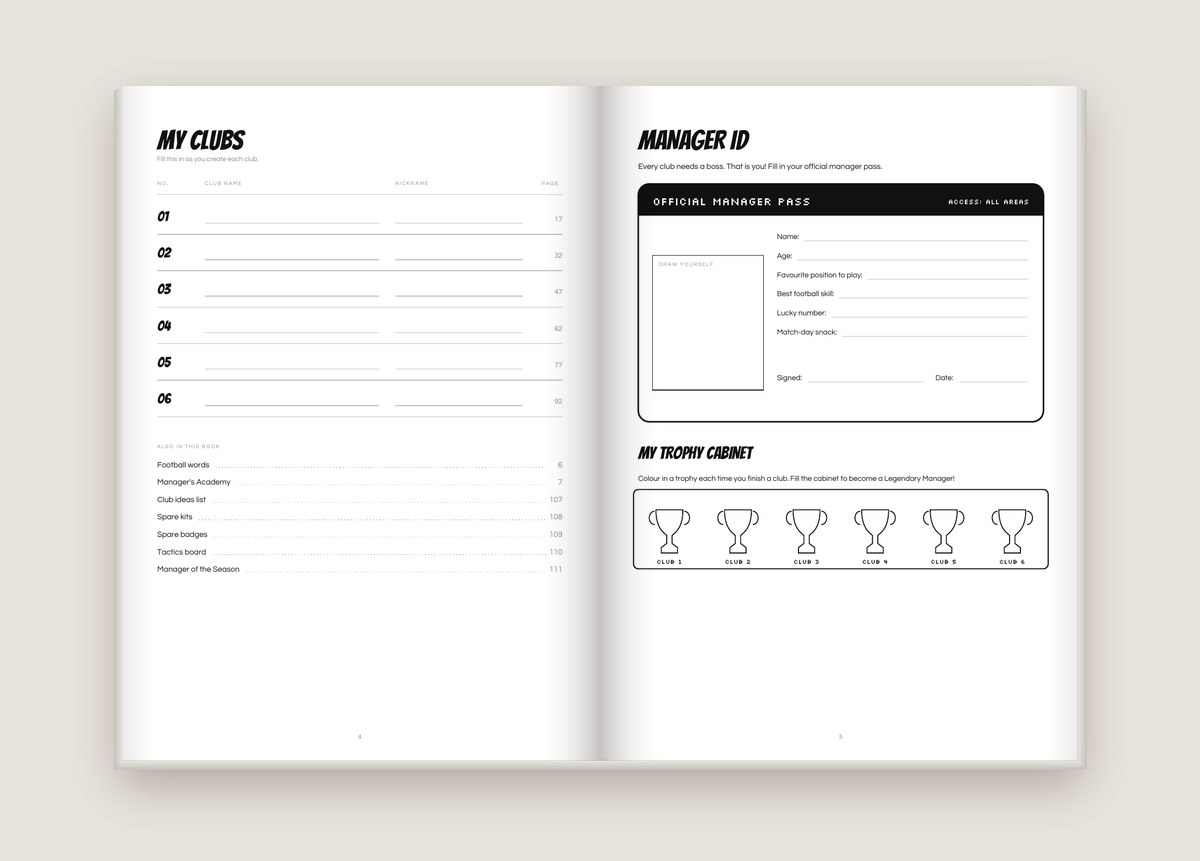 MY CLUBS
Fill this in as you create each club.
NO. CLUB NAME NICKNAME PAGE
01 17
02 32
03 47
04 62
05 77
06 92
ALSO IN THIS BOOK
Football words 6
Manager's Academy 7
Club ideas list 107
Spare kits 108
Spare badges 109
Tactics board 110
Manager of the Season 111
4
MANAGER ID
Every club needs a boss. That is you! Fill in your official manager pass.
OFFICIAL MANAGER PASS ACCESS: ALL AREAS
DRAW YOURSELF
Name:
Age:
Favourite position to play:
Best football skill:
Lucky number:
Match-day snack:
Signed: Date:
MY TROPHY CABINET
Colour in a trophy each time you finish a club. Fill the cabinet to become a Legendary Manager!
CLUB 1 CLUB 2 CLUB 3 CLUB 4 CLUB 5 CLUB 6
5